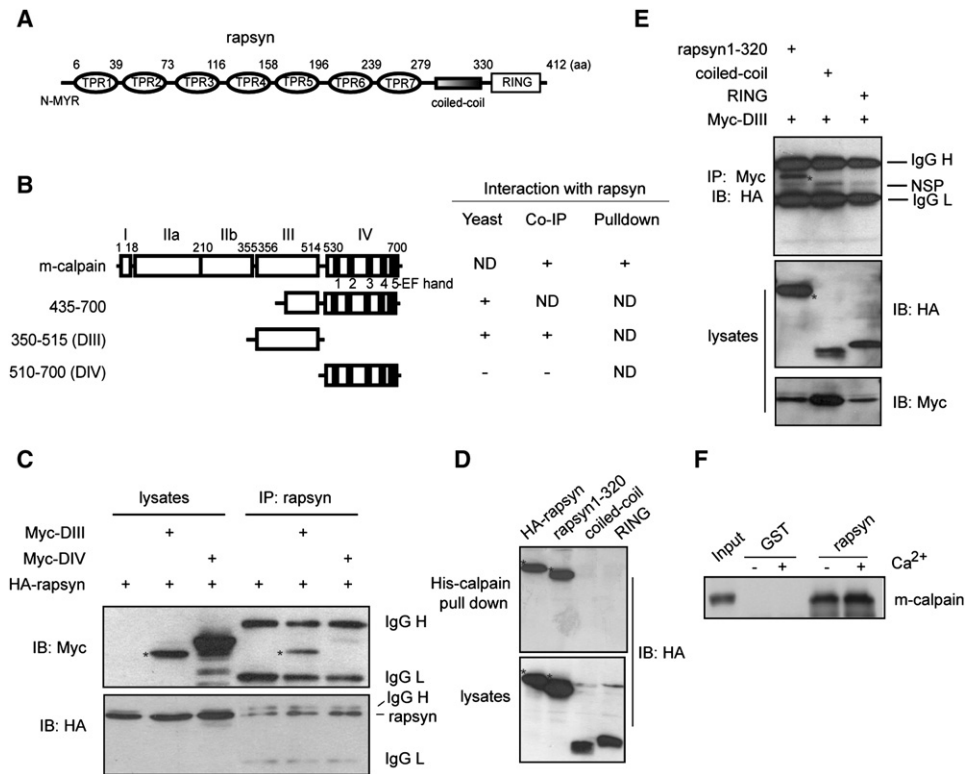 A
rapsyn
6 39 73 116 158 196 239 279 330 412 (aa)
TPR1 TPR2 TPR3 TPR4 TPR5 TPR6 TPR7 RING
N-MYR
coiled-coil
B
Interaction with rapsyn
Yeast Co-IP Pulldown
I IIa IIb III IV
1 18 210 355 356 514 530 700
m-calpain ND + +
1 2 3 4 5-EF hand
435-700 + ND ND
350-515 (DIII) + + ND
510-700 (DIV) - - ND
C
lysates IP: rapsyn
Myc-DIII + +
Myc-DIV + +
HA-rapsyn + + + + + +
IB: Myc
IgG H
*
*
IgG L
IB: HA
IgG H
rapsyn
IgG L
D
HA-rapsyn rapsyn1-320 coiled-coil RING
His-calpain
pull down
* *
IB: HA
lysates
* *
E
rapsyn1-320 +
coiled-coil +
RING +
Myc-DIII + + +
IP: Myc
IB: HA
IgG H
*
NSP
IgG L
lysates
*
IB: HA
IB: Myc
F
Input GST rapsyn
- + - + Ca2+
m-calpain